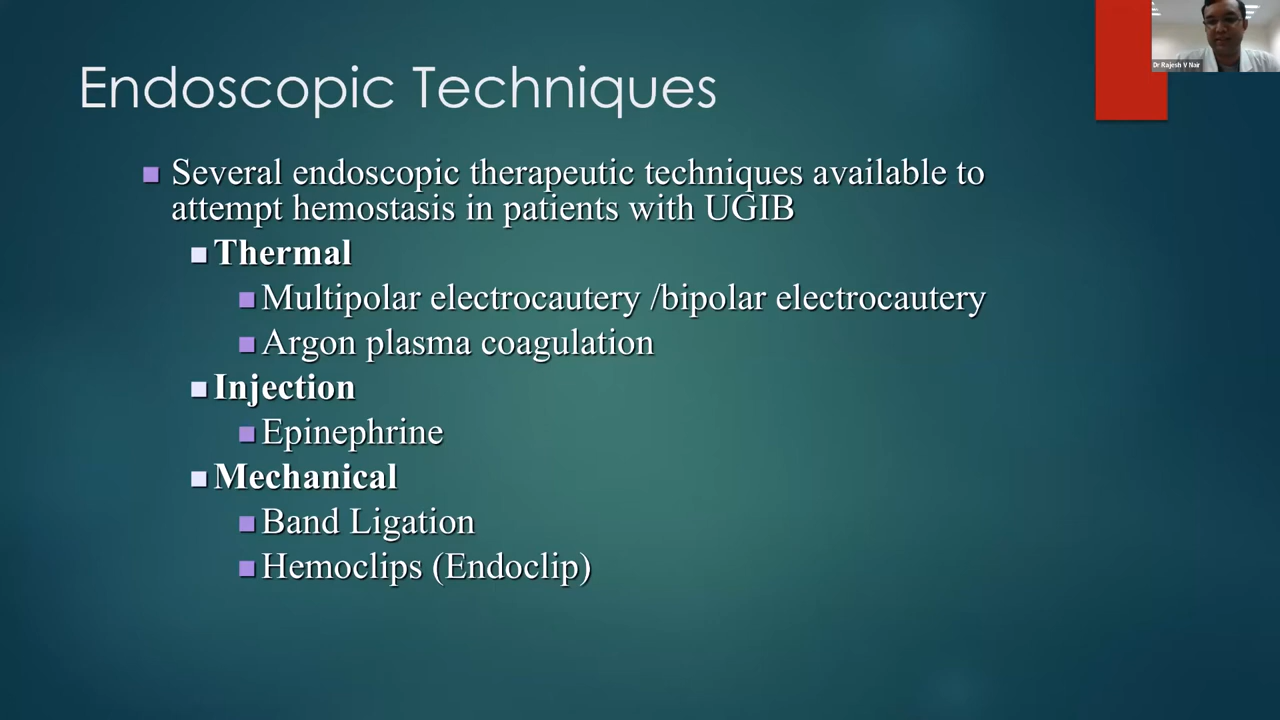 Endoscopic Techniques
Several endoscopic therapeutic techniques available to
attempt hemostasis in patients with UGIB
Thermal
Multipolar electrocautery /bipolar electrocautery
Argon plasma coagulation
Injection
Epinephrine
Mechanical
Band Ligation
Hemoclips (Endoclip)
Dr Rajesh V Nair